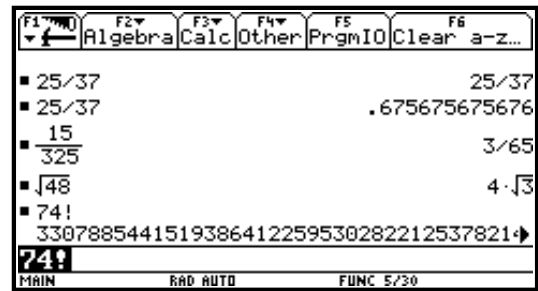 F1 F2 F3 F4 F5 F6
Algebra Calc Other PrgmIO Clear a-z…
25/37 25/37
25/37 .675675675676
15
325 3/65
√48 4·√3
74!
33078854415193864122595302822125378214
74!
MAIN RAD AUTO FUNC 5/30